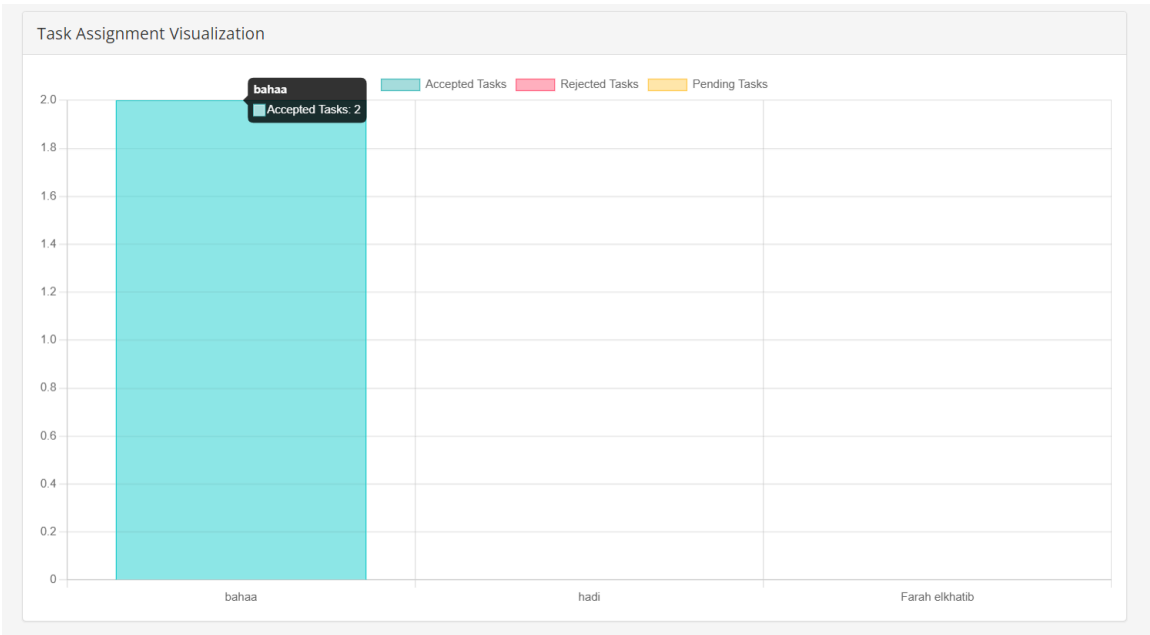 Task Assignment Visualization
Accepted Tasks Rejected Tasks Pending Tasks
bahaa
Accepted Tasks: 2
2.0
1.8
1.6
1.4
1.2
1.0
0.8
0.6
0.4
0.2
0
bahaa hadi Farah elkhatib